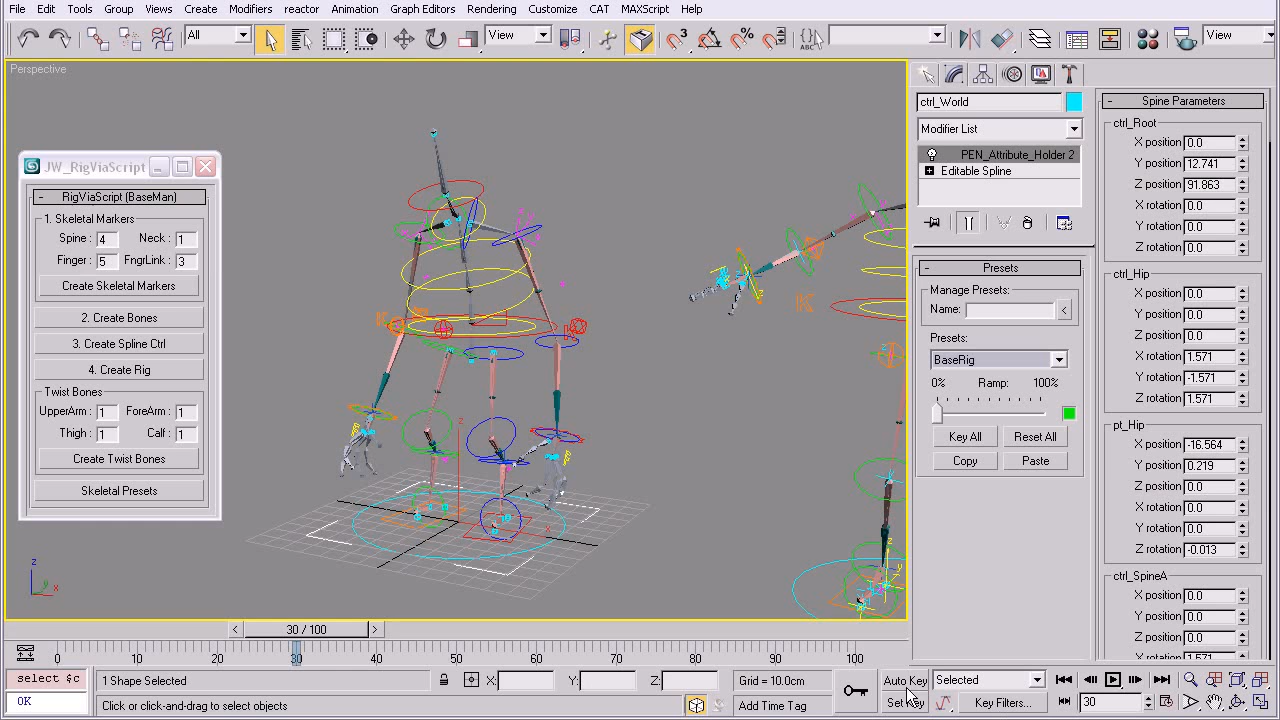 File Edit Tools Group Views Create Modifiers reactor Animation Graph Editors Rendering Customize CAT MAXScript Help
All View 3 % ABC View
Perspective
JW_RigViaScript
- RigViaScript (BaseMan)
1. Skeletal Markers
Spine : 4 Neck : 1
Finger : 5 FngrLink : 3
Create Skeletal Markers
2. Create Bones
3. Create Spline Ctrl
4. Create Rig
Twist Bones
UpperArm : 1 ForeArm : 1
Thigh : 1 Calf : 1
Create Twist Bones
Skeletal Presets
K
z
x
z
y
x
ctrl_World
Modifier List
PEN_Attribute_Holder 2
Editable Spline
- Presets
Manage Presets:
Name: <
Presets:
BaseRig
0% Ramp: 100%
Key All Reset All
Copy Paste
- Spine Parameters
ctrl_Root
X position 0.0
Y position 12.741
Z position 91.863
X rotation 0.0
Y rotation 0.0
Z rotation 0.0
ctrl_Hip
X position 0.0
Y position 0.0
Z position 0.0
X rotation 1.571
Y rotation -1.571
Z rotation 1.571
pt_Hip
X position -16.564
Y position 0.219
Z position 0.0
X rotation 0.0
Y rotation 0.0
Z rotation -0.013
ctrl_SpineA
X position 0.0
Y position 0.0
Z position 0.0
X rotation 1.571
< 30 / 100 >
0 10 20 30 40 50 60 70 80 90 100
select $c
OK
1 Shape Selected X: Y: Z: Grid = 10.0cm
Click or click-and-drag to select objects Add Time Tag
Auto Key Selected
Set Key Key Filters... 30